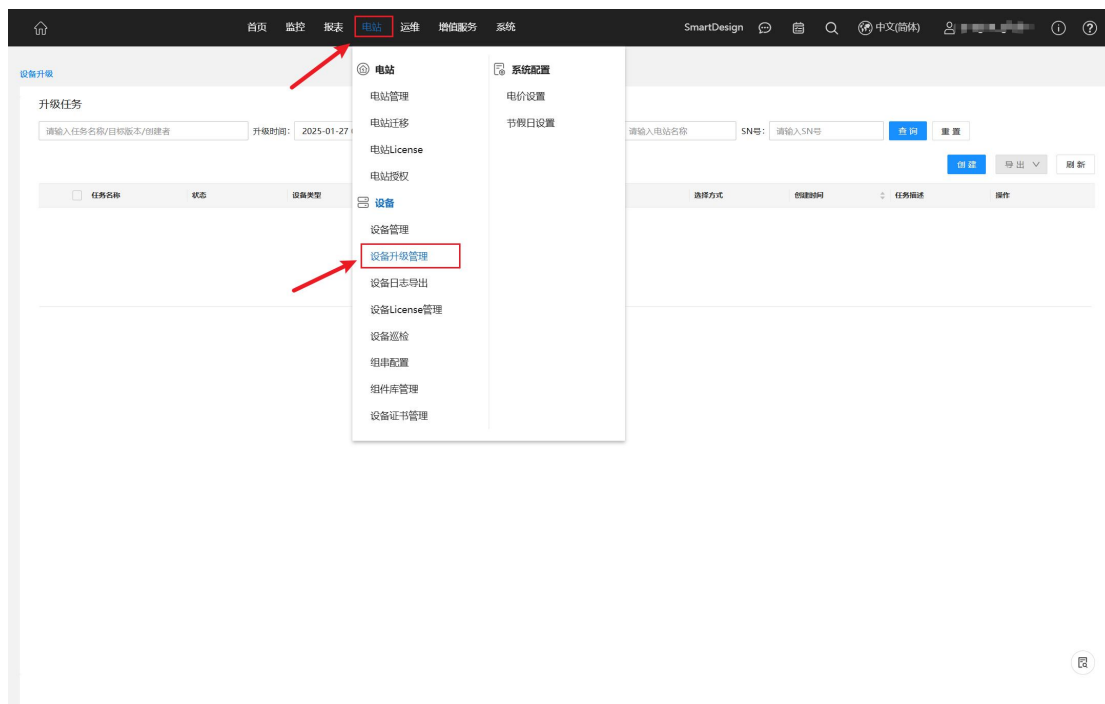 首页 监控 报表 电站 运维 增值服务 系统 SmartDesign 中文(简体)
设备升级
升级任务
请输入任务名称/目标版本/创建者 升级时间： 2025-01-27 请输入电站名称 SN号： 请输入SN号 查询 重置
创建 导出 刷新
任务名称 状态 设备类型 选择方式 创建时间 任务描述 操作
电站
电站管理
电站迁移
电站License
电站授权
设备
设备管理
设备升级管理
设备日志导出
设备License管理
设备巡检
组串配置
组件库管理
设备证书管理
系统配置
电价设置
节假日设置